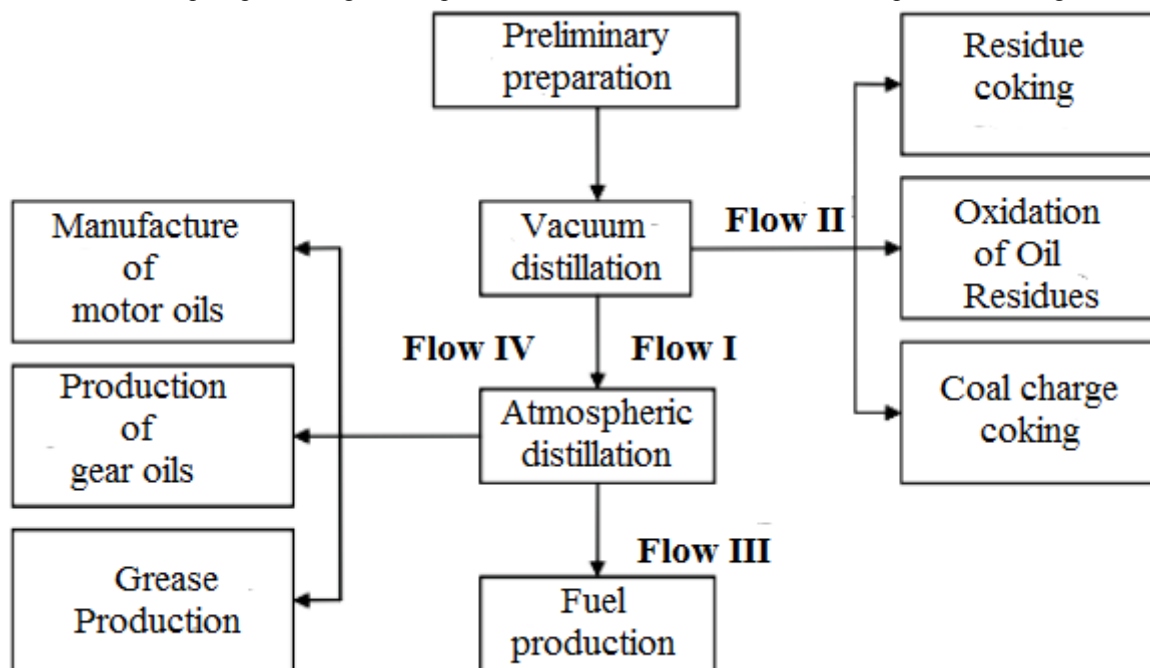 Preliminary
preparation
Residue
coking
Manufacture
of
motor oils
Vacuum
distillation
Flow II
Oxidation
of Oil
Residues
Flow IV
Flow I
Production
of
gear oils
Atmospheric
distillation
Coal charge
coking
Flow III
Grease
Production
Fuel
production